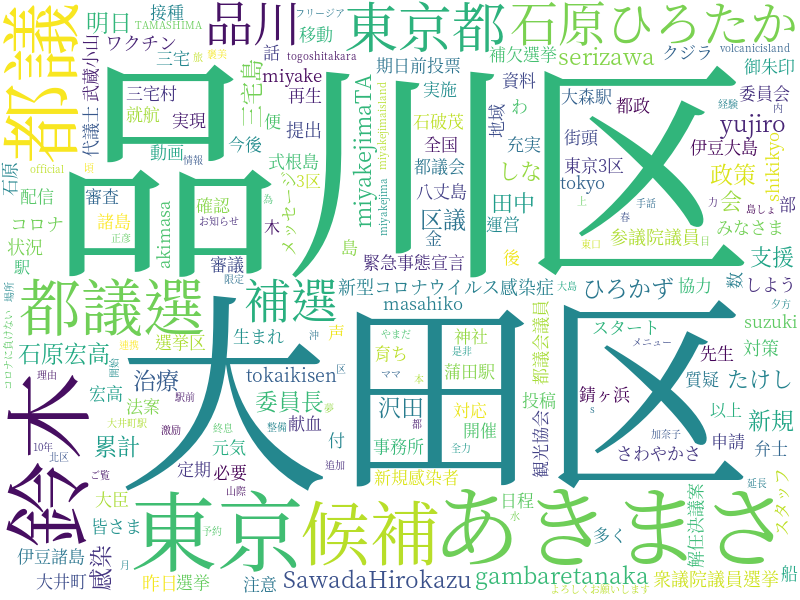 フリージア
TAMASHIMA
接種
明日
ワクチン
都議
武蔵小山
代議士
三宅
旅
品川
移動
話
togoshitakara
miyake
東京都
石原ひろたか
補欠選挙
serizawa
クジラ
volcanicisland
期日前投票
御朱印
資料
三宅島
三宅村
就航
実現
再生
便
提出
今後
動画
情報
品川区
石破茂
実施
全国
miyakejimaTA
miyakejimaisland
miyakejima
都議会
八丈島
区議
金
地域
わ
充実
しな
田中
運営
後
大森駅
都政
街頭
東京3区
tokyo
経験
内
委員会
yujiro
伊豆大島
政策
会
shikikyo
島しょ
部
力
手話
春
上
みなさま
参議院議員
目
支援
石原
official
頃
配信
審査
コロナ
諸島
状況
正彦
駅
akimasa
確認
お知らせ
審議
限定
為
木
メッセージ
3区
式根島
島
緊急事態宣言
東口
数
場所
都議選
補選
新型コロナウイルス感染症
大島
masahiko
ひろかず
協力
しよう
夕方
コロナに負けない
連携
石原宏高
選挙区
生まれ
声
沖
やまだ
神社
是非
都議会議員
スタート
メニュー
suzuki
先生
対策
理由
宏高
治療
tokaikisen
区
育ち
ママ
本
蒲田駅
錆ヶ浜
質疑
たけし
鈴木
大井町駅
法案
駅前
委員長
夢
沢田
都
対応
投稿
s
以上
新規
大田区
10年
北区
累計
激励
終息
整備
献血
事務所
全力
開催
観光協会
加奈子
申請
弁士
ご覧
定期
元気
必要
付
追加
新規感染者
さわやかさ
延長
大臣
山際
皆さま
東京
候補
あきまさ
日程
氷
多く
解任決議案
スタッフ
伊豆諸島
感染
月
予約
大井町
昨日
選挙
注意
SawadaHirokazu
gambaretanaka
衆議院議員選挙
船
よろしくお願いします